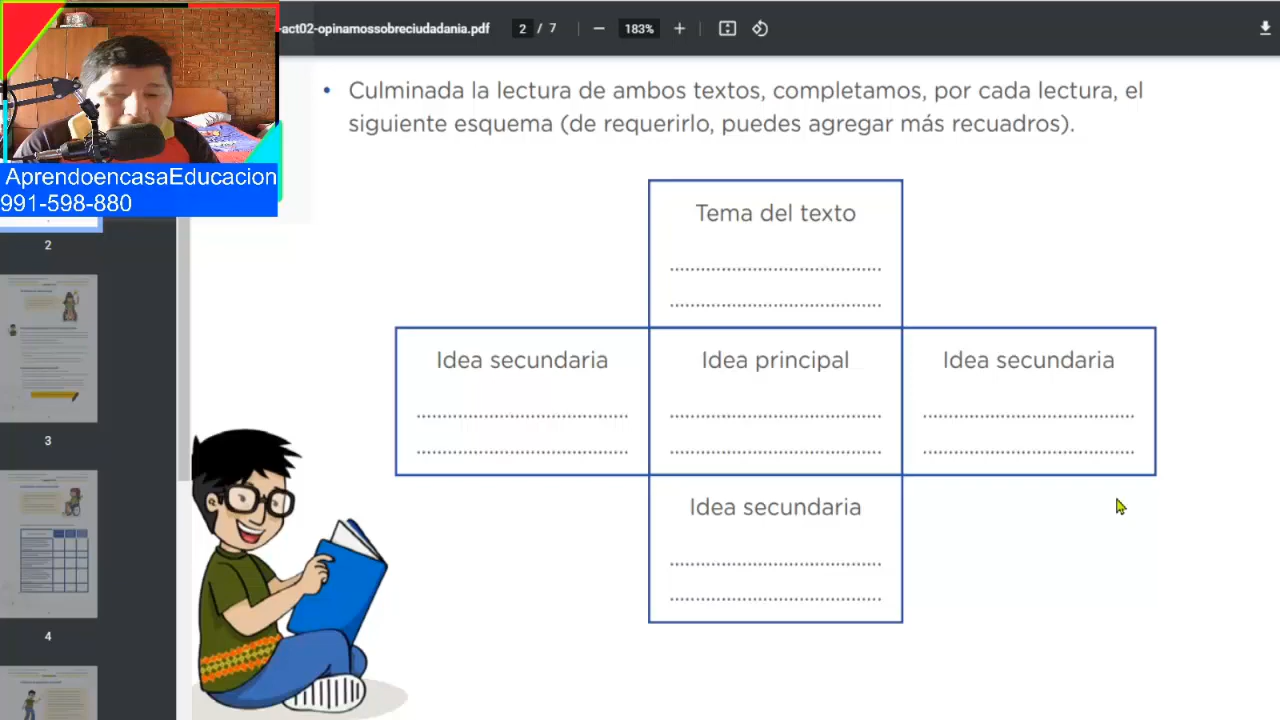 -act02-opinamossobreciudadania.pdf
2 / 7
183%
AprendoencasaEducacion
991-598-880
• Culminada la lectura de ambos textos, completamos, por cada lectura, el
siguiente esquema (de requerirlo, puedes agregar más recuadros).
Tema del texto
Idea secundaria
Idea principal
Idea secundaria
Idea secundaria
2
3
4